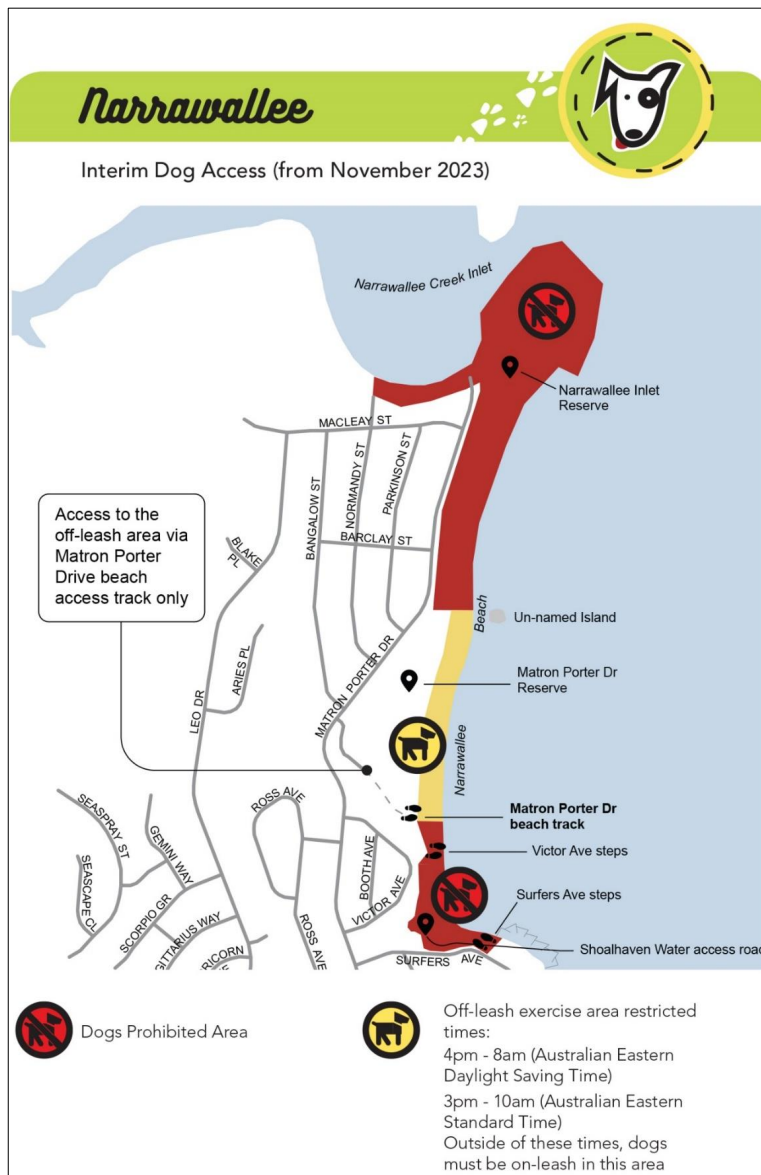 Narrawallee
Interim Dog Access (from November 2023)
Narrawallee Creek Inlet
Narrawallee Inlet
Reserve
MACLEAY ST
BANGALOW ST
NORMANDY ST
PARKINSON ST
BARCLAY ST
Access to the
off-leash area via
Matron Porter
Drive beach
access track only
BLAKE
PL
ARIES PL
LEO DR
MATRON PORTER DR
Beach
Un-named Island
Matron Porter Dr
Reserve
Narrawallee
Matron Porter Dr
beach track
Victor Ave steps
Surfers Ave steps
Shoalhaven Water access road
SEASPRAY ST
SEASCAPE CL
GEMINI WAY
SCORPIO GR
GITTARIUS WAY
RICORN
ROSS AVE
ROSS AVE
BOOTH AVE
VICTOR AVE
SURFERS AVE
Dogs Prohibited Area
Off-leash exercise area restricted
times:
4pm - 8am (Australian Eastern
Daylight Saving Time)
3pm - 10am (Australian Eastern
Standard Time)
Outside of these times, dogs
must be on-leash in this area